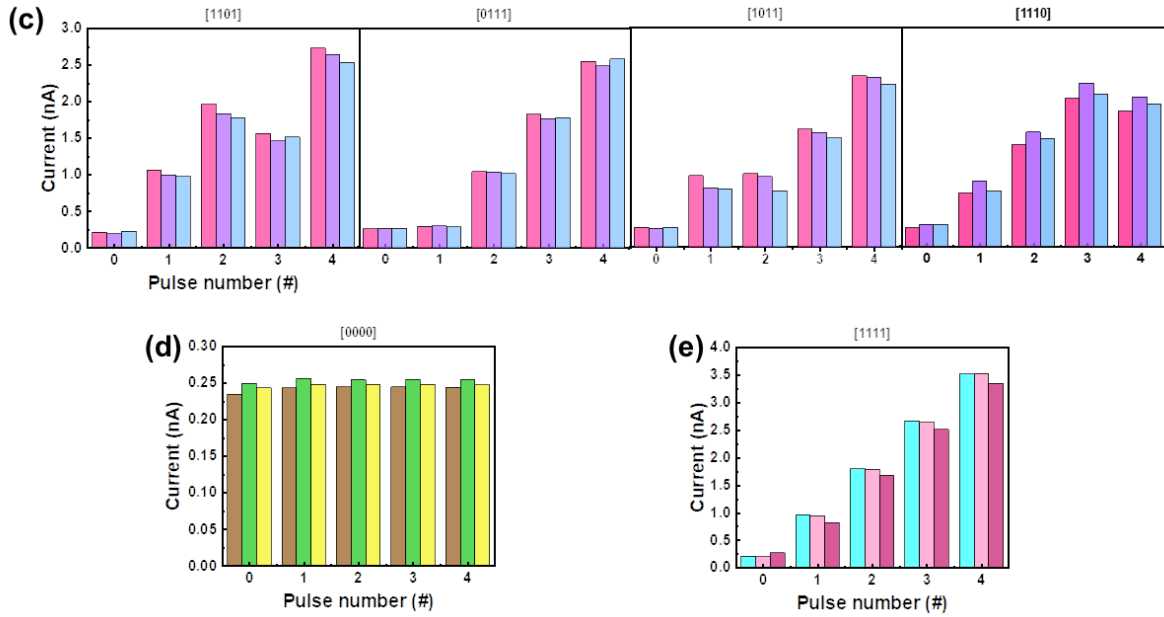 (c)
[1101] [0111] [1011] [1110]
Current (nA)
3.0
2.5
2.0
1.5
1.0
0.5
0.0
0 1 2 3 4 0 1 2 3 4 0 1 2 3 4 0 1 2 3 4
Pulse number (#)
(d)
[0000]
Current (nA)
0.30
0.25
0.20
0.15
0.10
0.05
0.00
0 1 2 3 4
Pulse number (#)
(e)
[1111]
Current (nA)
4.0
3.5
3.0
2.5
2.0
1.5
1.0
0.5
0.0
0 1 2 3 4
Pulse number (#)